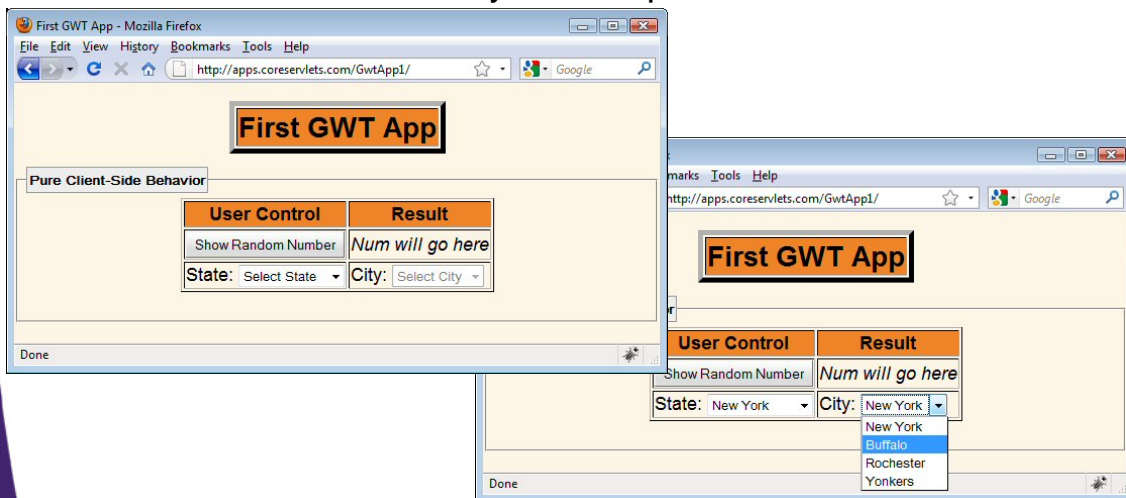 First GWT App - Mozilla Firefox
File Edit View History Bookmarks Tools Help
http://apps.coreservlets.com/GwtApp1/ Google
First GWT App
Pure Client-Side Behavior
User Control Result
Show Random Number Num will go here
State: Select State City: Select City
Done
marks Tools Help
http://apps.coreservlets.com/GwtApp1/ Google
First GWT App
User Control Result
Show Random Number Num will go here
State: New York City: New York
New York
Buffalo
Rochester
Yonkers
Done